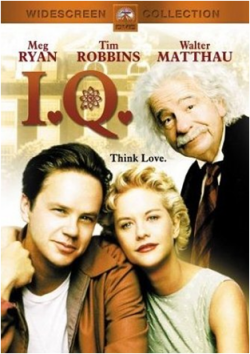 WIDESCREEN COLLECTION
Meg RYAN
Tim ROBBINS
Walter MATTHAU
I.Q.
Think Love.